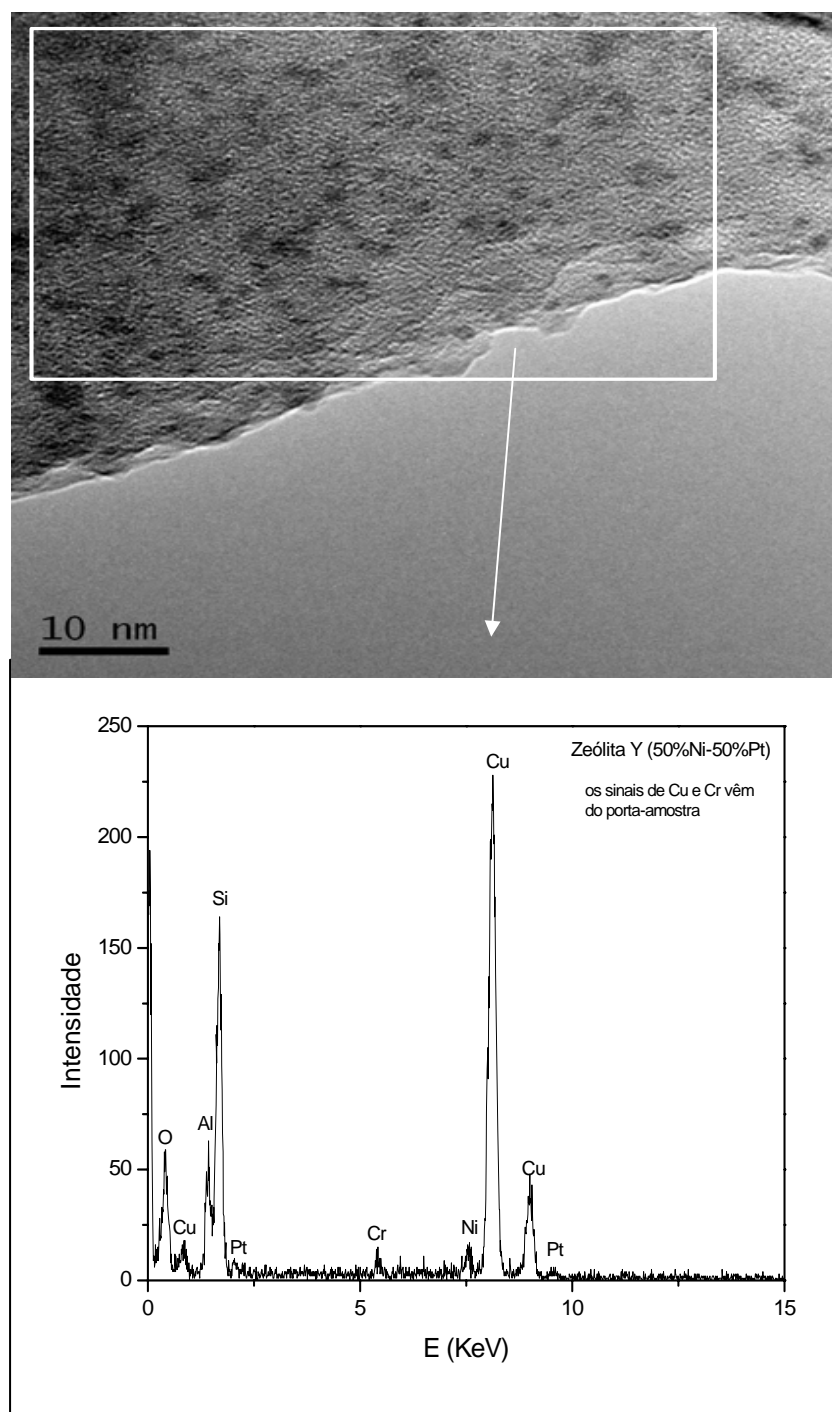 10 nm
250
200
150
100
50
0
Intensidade
Zeólita Y (50%Ni-50%Pt)
os sinais de Cu e Cr vêm
do porta-amostra
Cu
Si
Al
O
Cu
Pt
Cr
Ni
Cu
Pt
0
5
10
15
E (KeV)